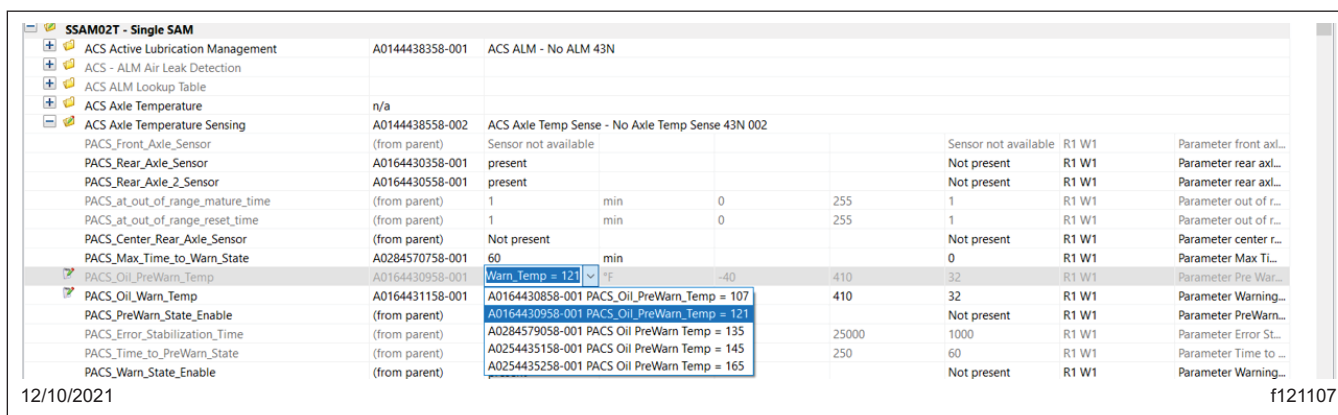 SSAM02T - Single SAM
ACS Active Lubrication Management A0144438358-001 ACS ALM - No ALM 43N
ACS - ALM Air Leak Detection
ACS ALM Lookup Table
ACS Axle Temperature n/a
ACS Axle Temperature Sensing A0144438558-002 ACS Axle Temp Sense - No Axle Temp Sense 43N 002
PACS_Front_Axle_Sensor (from parent) Sensor not available Sensor not available R1 W1 Parameter front axl...
PACS_Rear_Axle_Sensor A0164430358-001 present Not present R1 W1 Parameter rear axl...
PACS_Rear_Axle_2_Sensor A0164430558-001 present Not present R1 W1 Parameter rear axl...
PACS_at_out_of_range_mature_time (from parent) 1 min 0 255 1 R1 W1 Parameter out of r...
PACS_at_out_of_range_reset_time (from parent) 1 min 0 255 1 R1 W1 Parameter out of r...
PACS_Center_Rear_Axle_Sensor (from parent) Not present Not present R1 W1 Parameter center r...
PACS_Max_Time_to_Warn_State A0284570758-001 60 min 0 R1 W1 Parameter Max Ti...
PACS_Oil_PreWarn_Temp A0164430958-001 Warn_Temp = 121 °F -40 410 32 R1 W1 Parameter Pre War...
PACS_Oil_Warn_Temp A0164431158-001 A0164430858-001 PACS_Oil_PreWarn_Temp = 107 410 32 R1 W1 Parameter Warning...
A0164430958-001 PACS_Oil_PreWarn_Temp = 121
PACS_PreWarn_State_Enable (from parent) Not present R1 W1 Parameter PreWarn...
A0284579058-001 PACS Oil PreWarn Temp = 135
PACS_Error_Stabilization_Time (from parent) 25000 1000 R1 W1 Parameter Error St...
A0254435158-001 PACS Oil PreWarn Temp = 145
PACS_Time_to_PreWarn_State (from parent) 250 60 R1 W1 Parameter Time to ...
A0254435258-001 PACS Oil PreWarn Temp = 165
PACS_Warn_State_Enable (from parent) Not present R1 W1 Parameter Warning...
12/10/2021 f121107